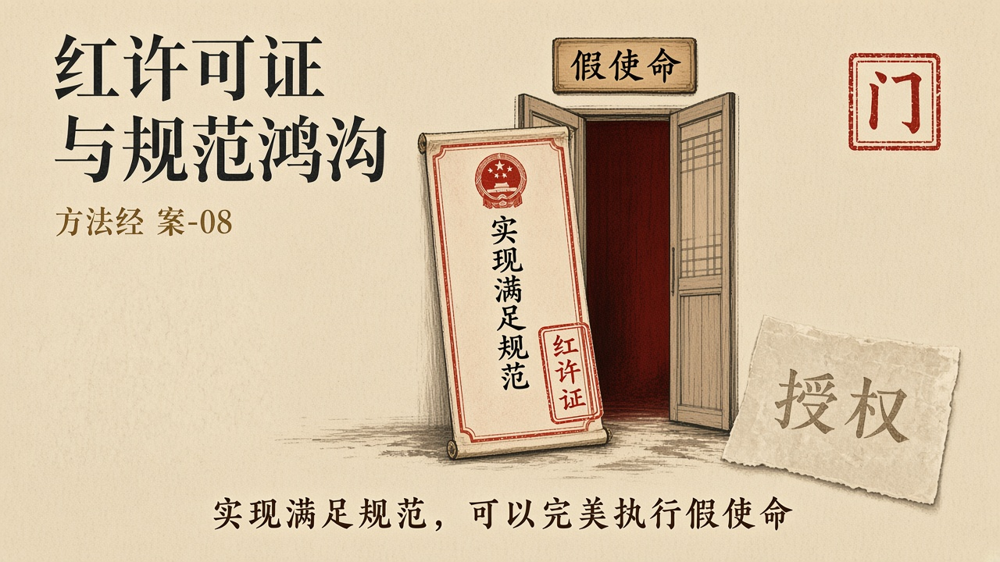 红许可证
与规范鸿沟
方法经 案-08
假使命
门
实现满足规范
红许证
授权
实现满足规范，可以完美执行假使命